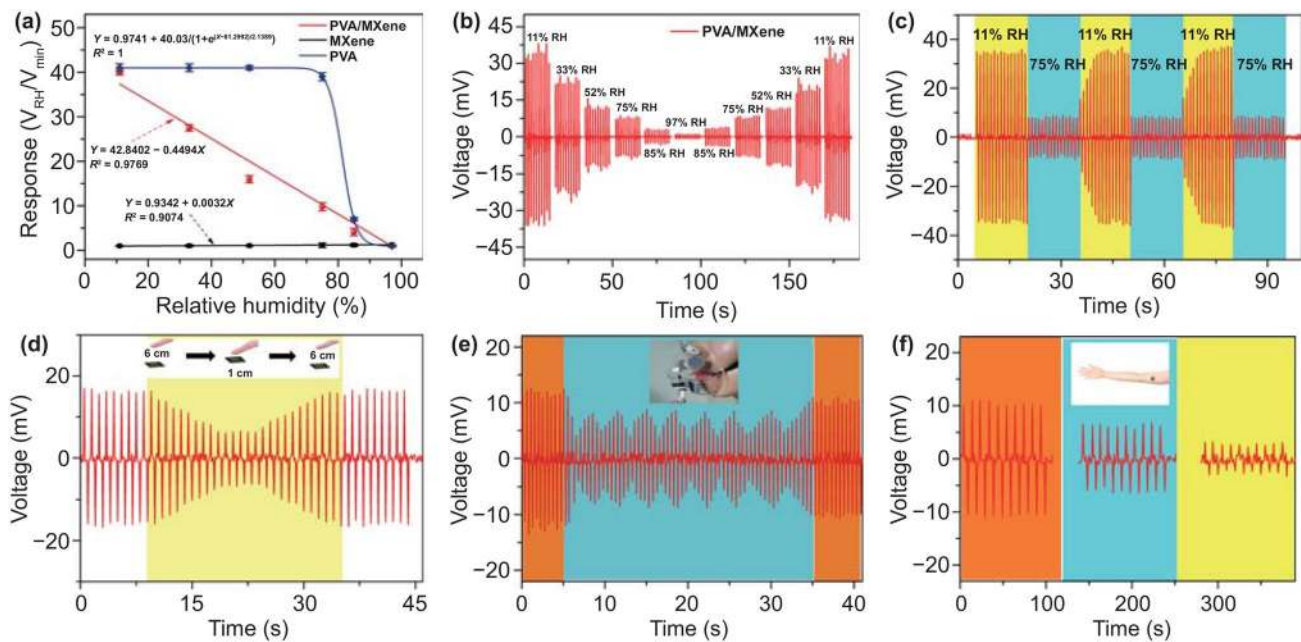 (a)
Y = 0.9741 + 40.03/(1+e^(X−81.2992)/2.1389)
R² = 1
PVA/MXene
MXene
PVA
Y = 42.8402 − 0.4494X
R² = 0.9769
Y = 0.9342 + 0.0032X
R² = 0.9074
50
40
30
20
10
0
Response (V_RH/V_min)
0 20 40 60 80 100
Relative humidity (%)
(b)
PVA/MXene
11% RH
33% RH
52% RH
75% RH
85% RH
97% RH
85% RH
75% RH
52% RH
33% RH
11% RH
45
30
15
0
−15
−30
−45
Voltage (mV)
0 50 100 150
Time (s)
(c)
11% RH 11% RH 11% RH
75% RH 75% RH 75% RH
40
20
0
−20
−40
Voltage (mV)
0 30 60 90
Time (s)
(d)
6 cm 6 cm
1 cm
20
0
−20
Voltage (mV)
0 15 30 45
Time (s)
(e)
20
10
0
−10
−20
Voltage (mV)
0 10 20 30 40
Time (s)
(f)
20
10
0
−10
−20
Voltage (mV)
0 100 200 300
Time (s)